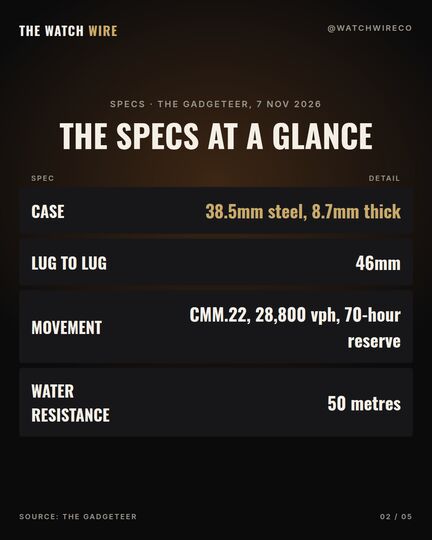 THE WATCH WIRE
@WATCHWIRECO
SPECS · THE GADGETEER, 7 NOV 2026
THE SPECS AT A GLANCE
SPEC
DETAIL
CASE
38.5mm steel, 8.7mm thick
LUG TO LUG
46mm
MOVEMENT
CMM.22, 28,800 vph, 70-hour
reserve
WATER
RESISTANCE
50 metres
SOURCE: THE GADGETEER
02 / 05